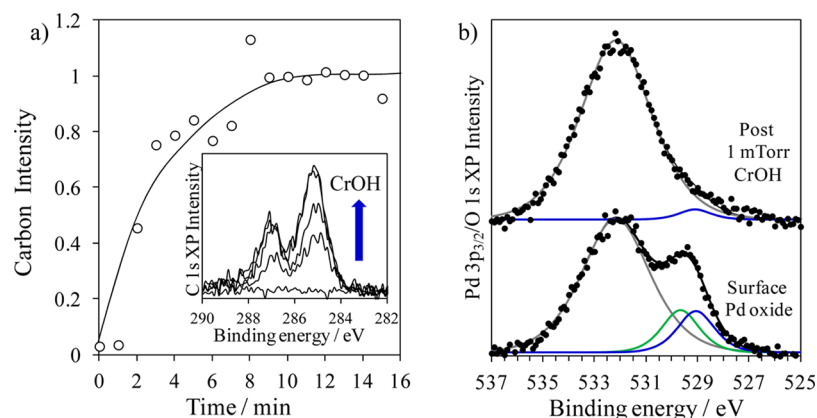 a)
Carbon Intensity
1.2
1
0.8
0.6
0.4
0.2
0
0 2 4 6 8 10 12 14 16
Time / min
C 1s XP Intensity
CrOH
290 288 286 284 282
Binding energy / eV
b)
Pd 3p3/2/O 1s XP Intensity
Post
1 mTorr
CrOH
Surface
Pd oxide
537 535 533 531 529 527 525
Binding energy / eV